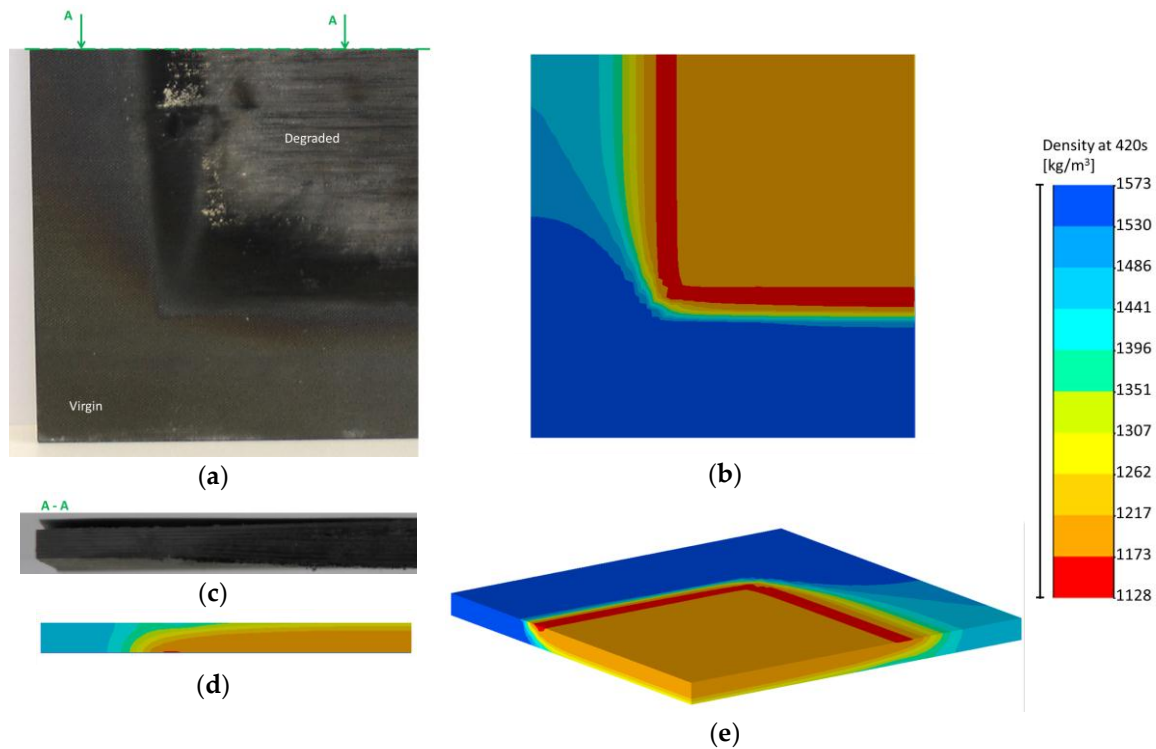 A A
Degraded
Virgin
(a)
(b)
Density at 420s
[kg/m³]
1573
1530
1486
1441
1396
1351
1307
1262
1217
1173
1128
A - A
(c)
(d)
(e)